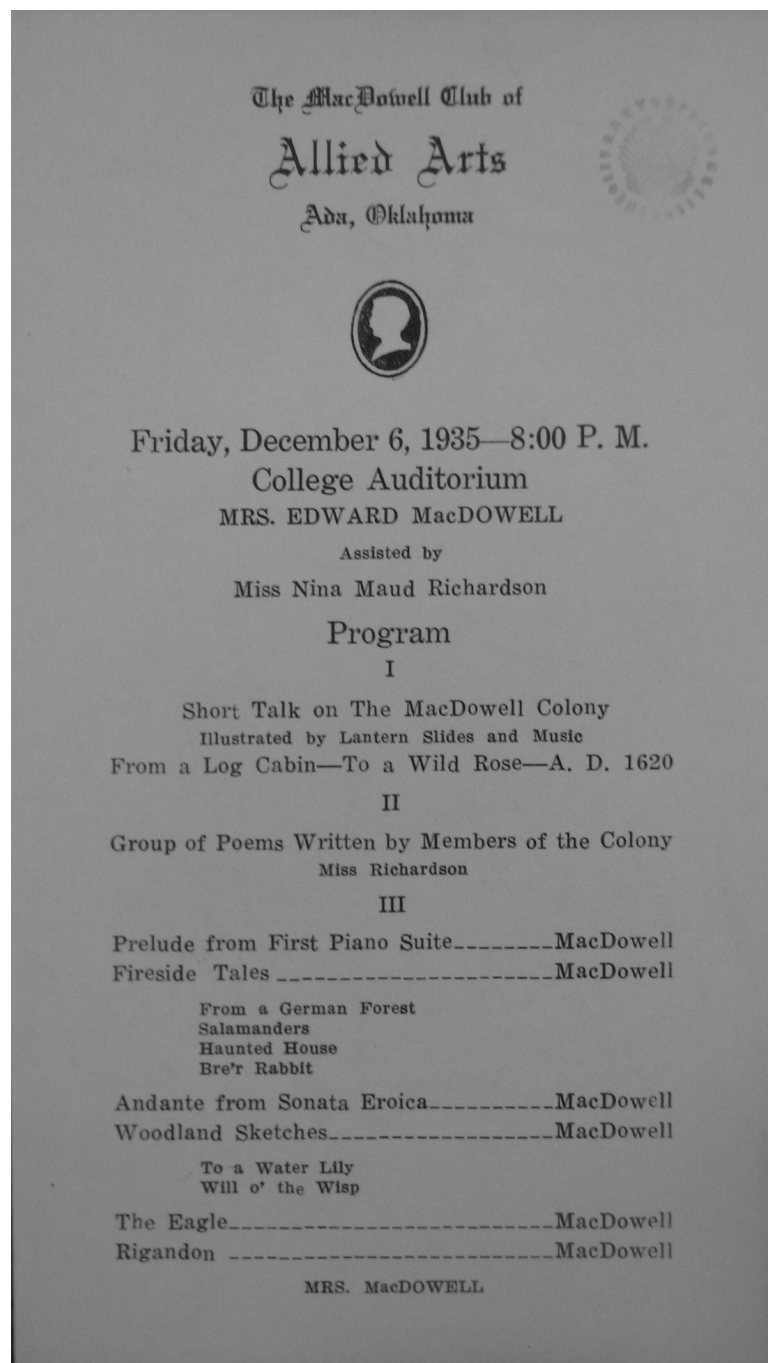 The MacDowell Club of
Allied Arts
Ada, Oklahoma
Friday, December 6, 1935—8:00 P. M.
College Auditorium
MRS. EDWARD MacDOWELL
Assisted by
Miss Nina Maud Richardson
Program
I
Short Talk on The MacDowell Colony
Illustrated by Lantern Slides and Music
From a Log Cabin—To a Wild Rose—A. D. 1620
II
Group of Poems Written by Members of the Colony
Miss Richardson
III
Prelude from First Piano Suite--------MacDowell
Fireside Tales ----------------------MacDowell
From a German Forest
Salamanders
Haunted House
Bre'r Rabbit
Andante from Sonata Eroica----------MacDowell
Woodland Sketches------------------MacDowell
To a Water Lily
Will o' the Wisp
The Eagle--------------------------MacDowell
Rigandon --------------------------MacDowell
MRS. MacDOWELL